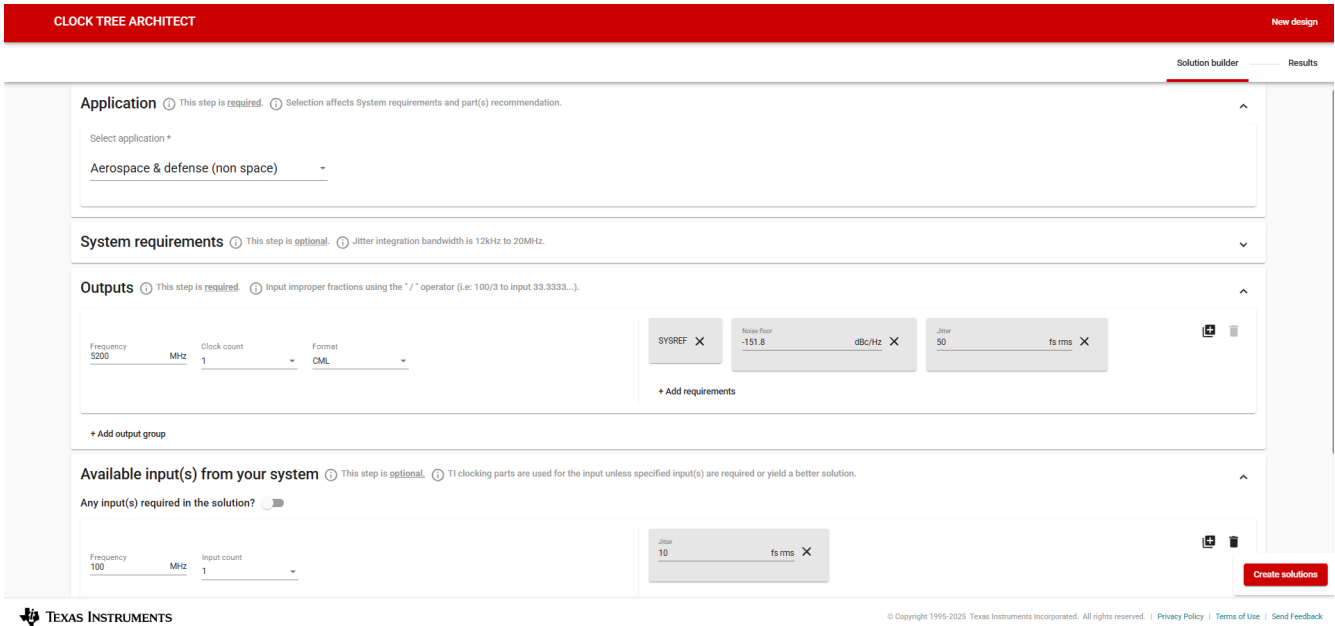 CLOCK TREE ARCHITECT
New design
Solution builder
Results
Application This step is required. Selection affects System requirements and part(s) recommendation.
Select application *
Aerospace & defense (non space)
System requirements This step is optional. Jitter integration bandwidth is 12kHz to 20MHz.
Outputs This step is required. Input improper fractions using the " / " operator (i.e: 100/3 to input 33.3333...).
Frequency
5200 MHz
Clock count
1
Format
CML
SYSREF
Noise floor
-151.8 dBc/Hz
Jitter
50 fs rms
+ Add requirements
+ Add output group
Available input(s) from your system This step is optional. TI clocking parts are used for the input unless specified input(s) are required or yield a better solution.
Any input(s) required in the solution?
Frequency
100 MHz
Input count
1
Jitter
10 fs rms
Create solutions
TEXAS INSTRUMENTS
© Copyright 1995-2025 Texas Instruments Incorporated. All rights reserved. | Privacy Policy | Terms of Use | Send Feedback